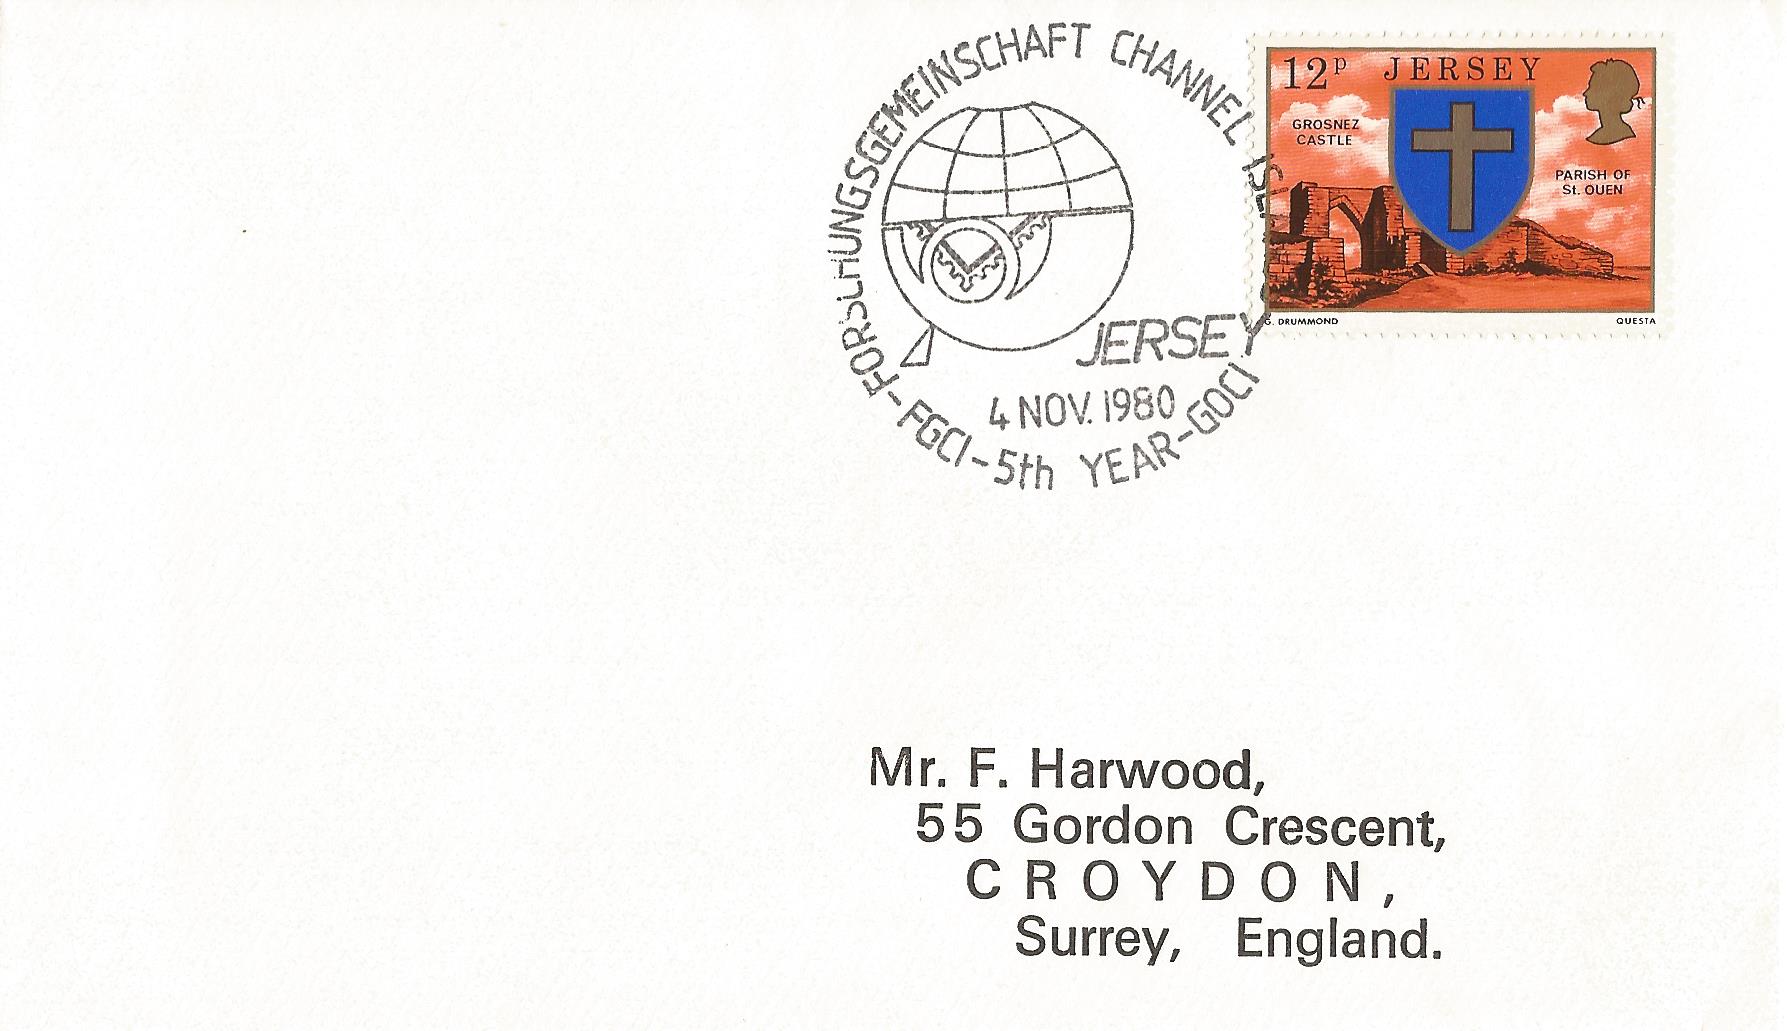 FORSCHUNGSGEMEINSCHAFT CHANNEL
JERSEY
4 NOV. 1980
-FGCI-5th YEAR-GOCI
12P JERSEY
GROSNEZ
CASTLE
PARISH OF
St. OUEN
G. DRUMMOND
QUESTA
Mr. F. Harwood,
55 Gordon Crescent,
CROYDON,
Surrey, England.